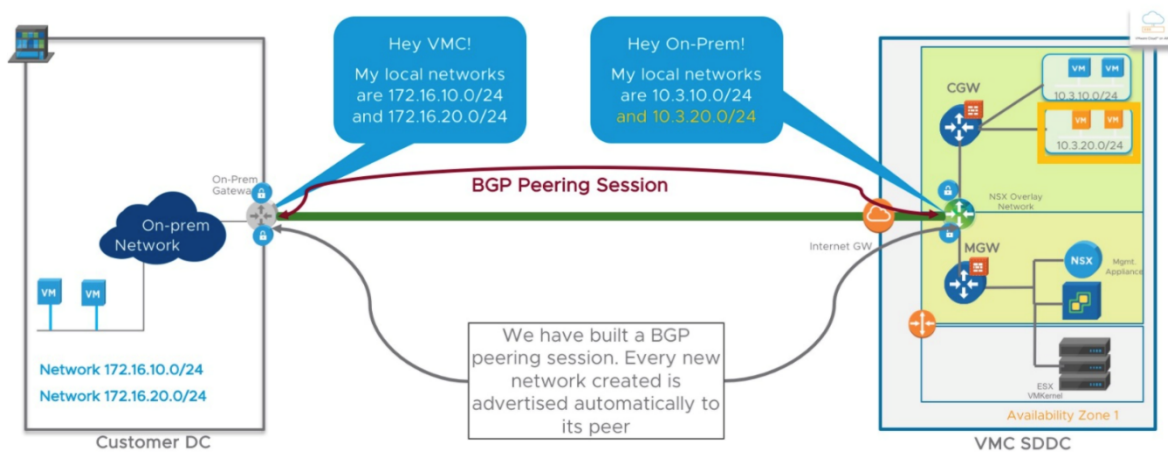 Hey VMC!
My local networks
are 172.16.10.0/24
and 172.16.20.0/24
Hey On-Prem!
My local networks
are 10.3.10.0/24
and 10.3.20.0/24
On-Prem
Gateway
On-prem
Network
VM
VM
Network 172.16.10.0/24
Network 172.16.20.0/24
Customer DC
BGP Peering Session
We have built a BGP
peering session. Every new
network created is
advertised automatically to
its peer
Internet GW
CGW
VM
VM
10.3.10.0/24
VM
VM
10.3.20.0/24
NSX Overlay
Network
MGW
NSX
Mgmt.
Appliance
ESX
VMKernel
Availability Zone 1
VMC SDDC